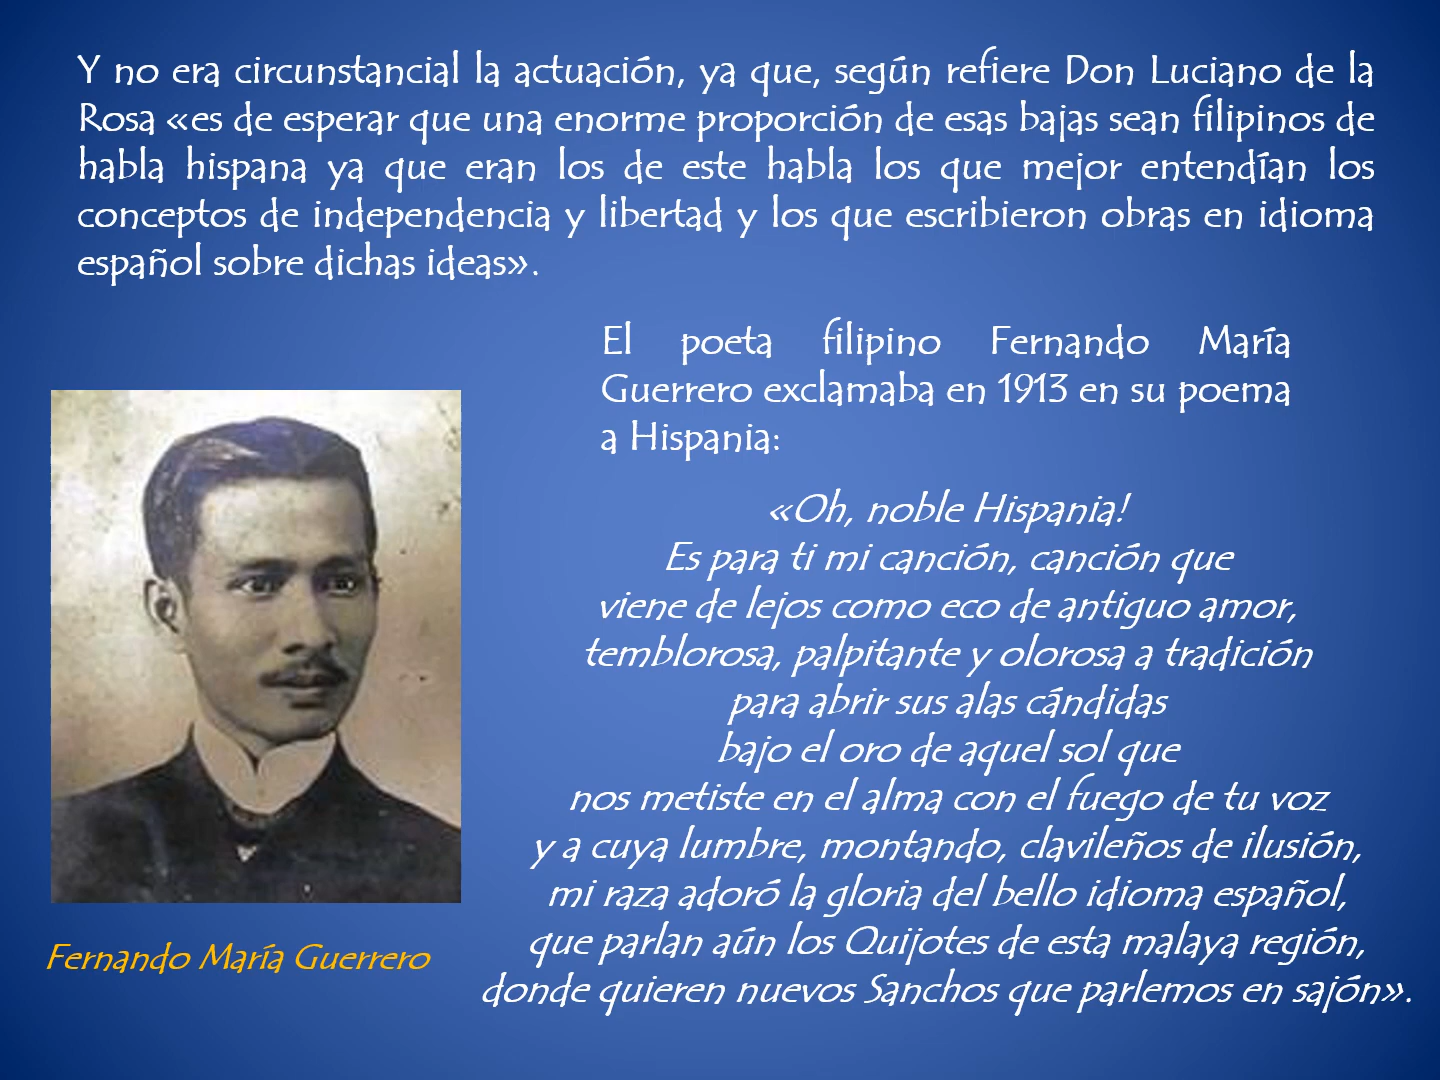 Y no era circunstancial la actuación, ya que, según refiere Don Luciano de la
Rosa «es de esperar que una enorme proporción de esas bajas sean filipinos de
habla hispana ya que eran los de este habla los que mejor entendían los
conceptos de independencia y libertad y los que escribieron obras en idioma
español sobre dichas ideas».
El poeta filipino Fernando María
Guerrero exclamaba en 1913 en su poema
a Hispania:
«Oh, noble Hispania!
Es para ti mi canción, canción que
viene de lejos como eco de antiguo amor,
temblorosa, palpitante y olorosa a tradición
para abrir sus alas cándidas
bajo el oro de aquel sol que
nos metiste en el alma con el fuego de tu voz
y a cuya lumbre, montando, clavileños de ilusión,
mi raza adoró la gloria del bello idioma español,
que parlan aún los Quijotes de esta malaya región,
donde quieren nuevos Sanchos que parlemos en sajón».
Fernando María Guerrero